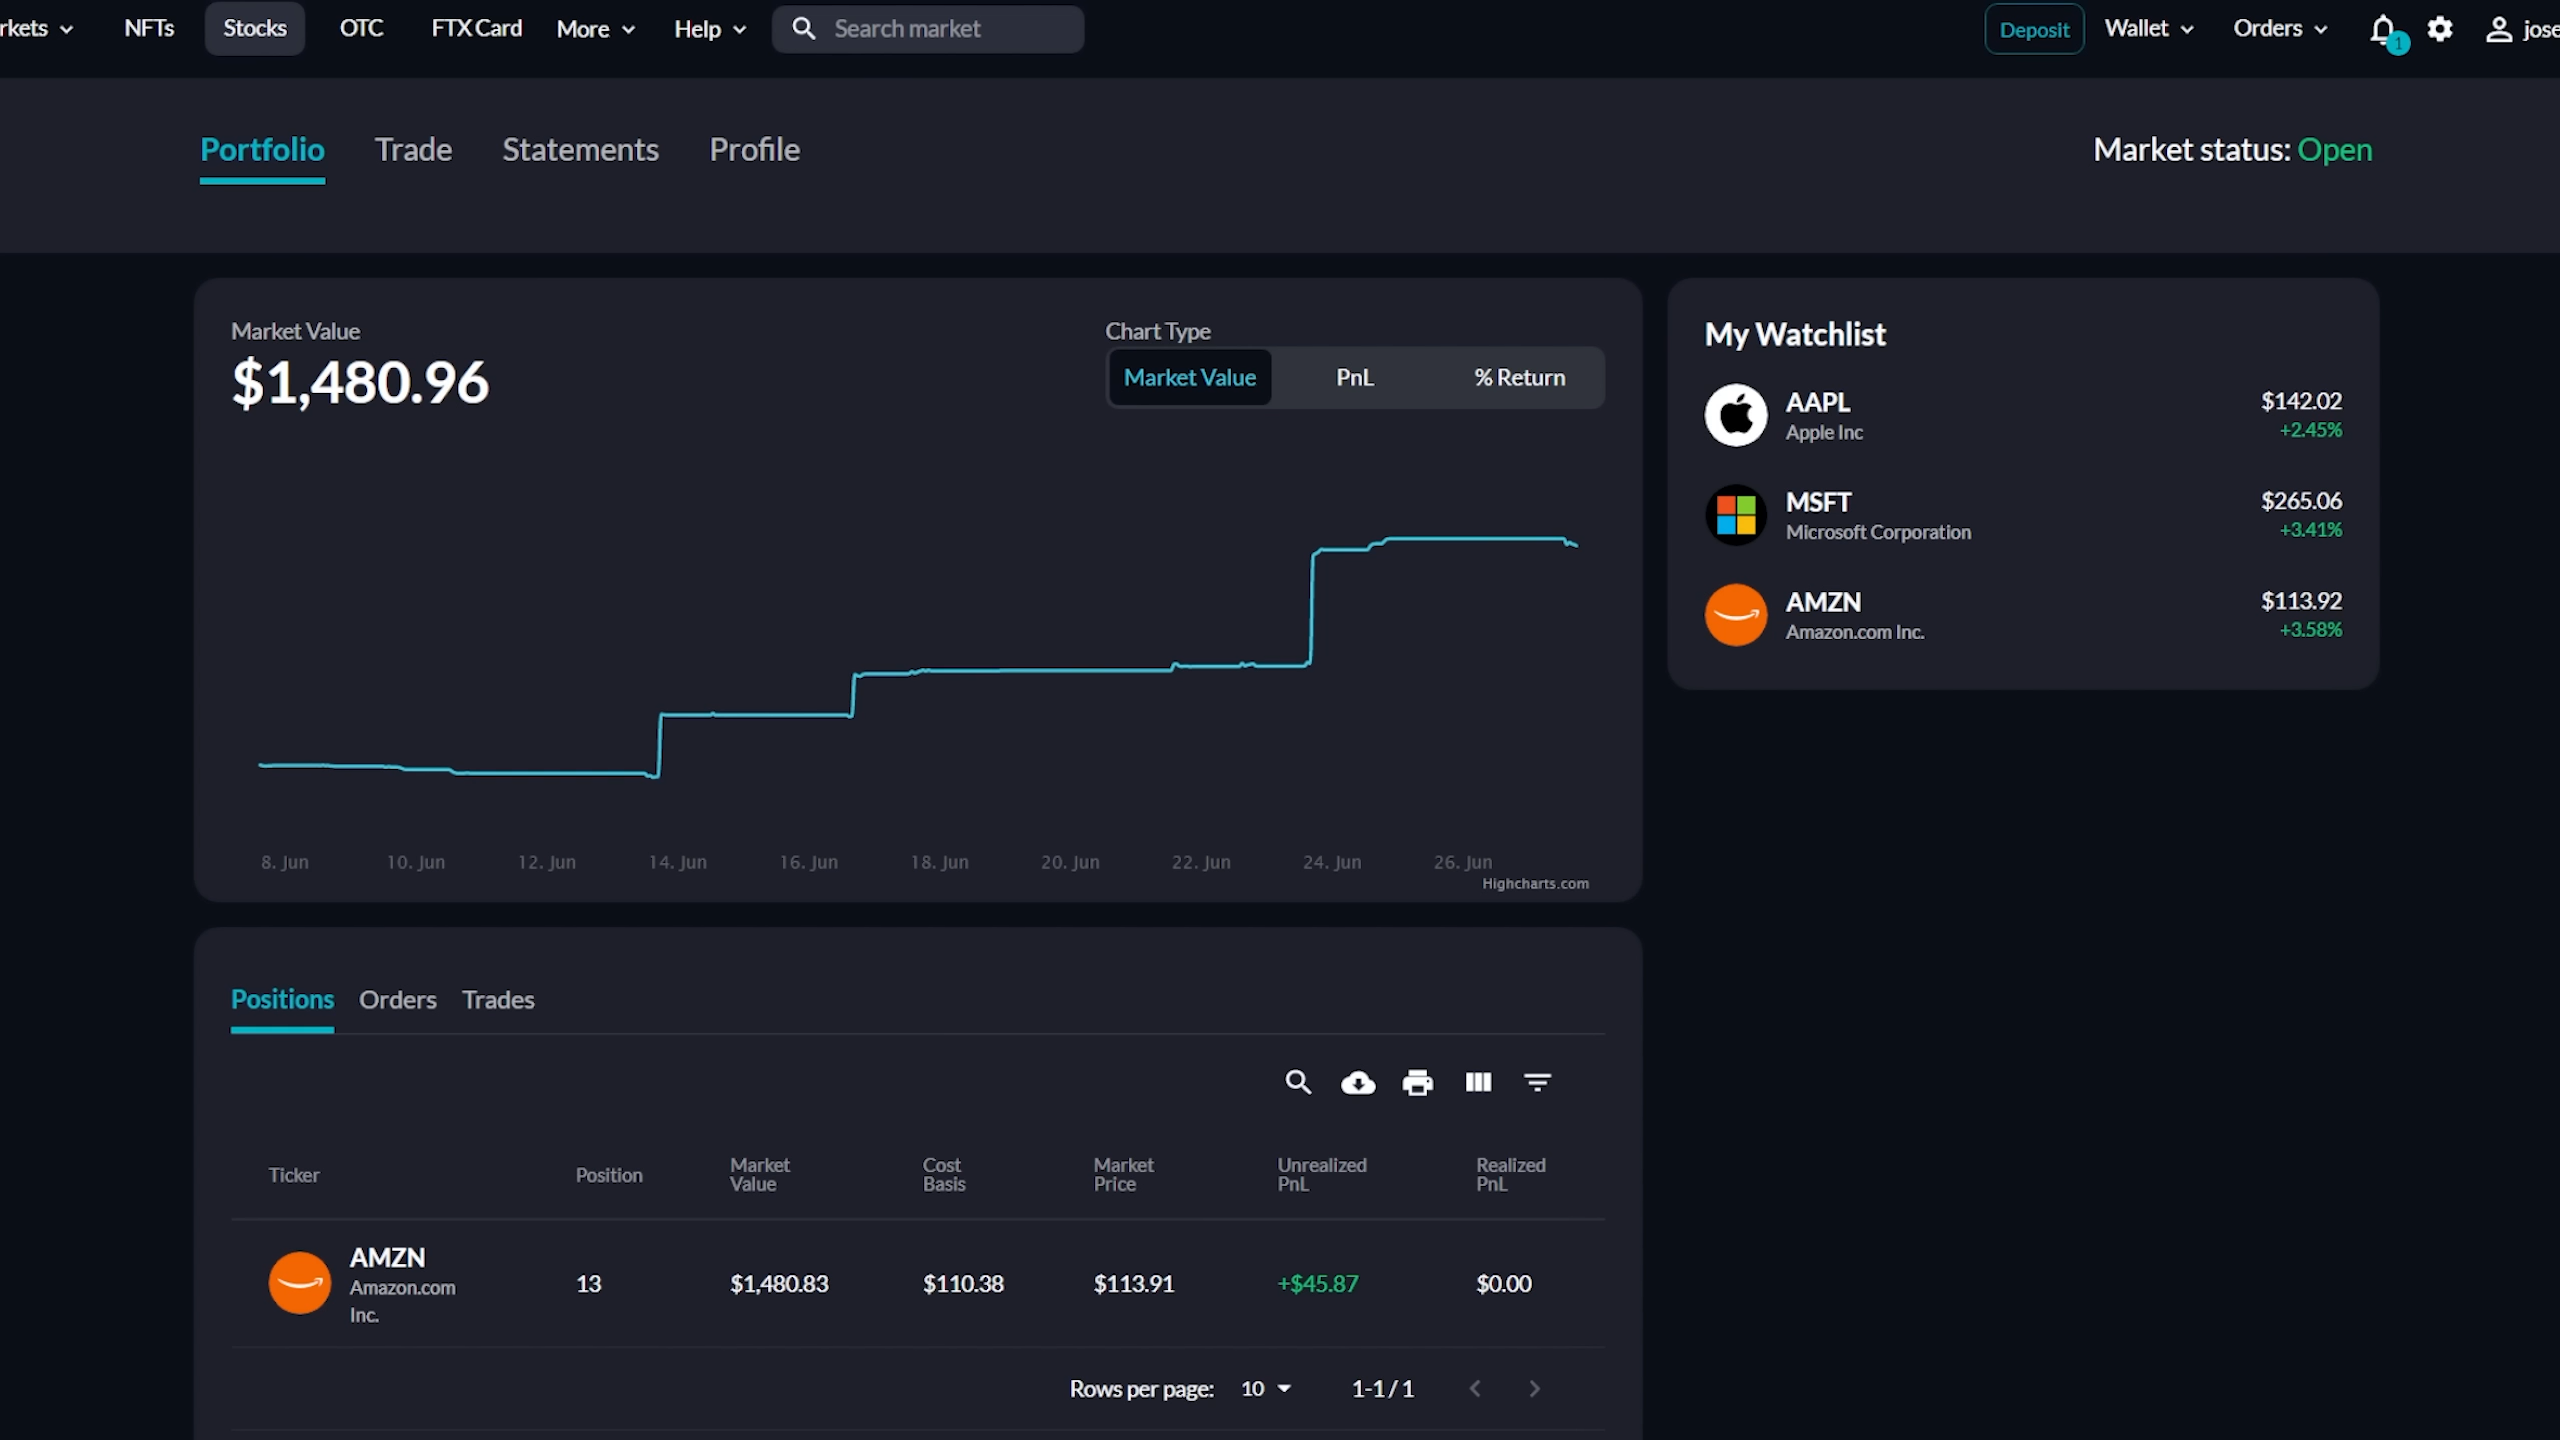 rkets NFTs Stocks OTC FTX Card More Help Search market Deposit Wallet Orders 1 jose
Portfolio Trade Statements Profile Market status: Open
Market Value
$1,480.96
Chart Type
Market Value PnL % Return
8. Jun 10. Jun 12. Jun 14. Jun 16. Jun 18. Jun 20. Jun 22. Jun 24. Jun 26. Jun
Highcharts.com
My Watchlist
AAPL $142.02
Apple Inc +2.45%
MSFT $265.06
Microsoft Corporation +3.41%
AMZN $113.92
Amazon.com Inc. +3.58%
Positions Orders Trades
Ticker Position Market Value Cost Basis Market Price Unrealized PnL Realized PnL
AMZN
Amazon.com
Inc.
13 $1,480.83 $110.38 $113.91 +$45.87 $0.00
Rows per page: 10 1-1 / 1